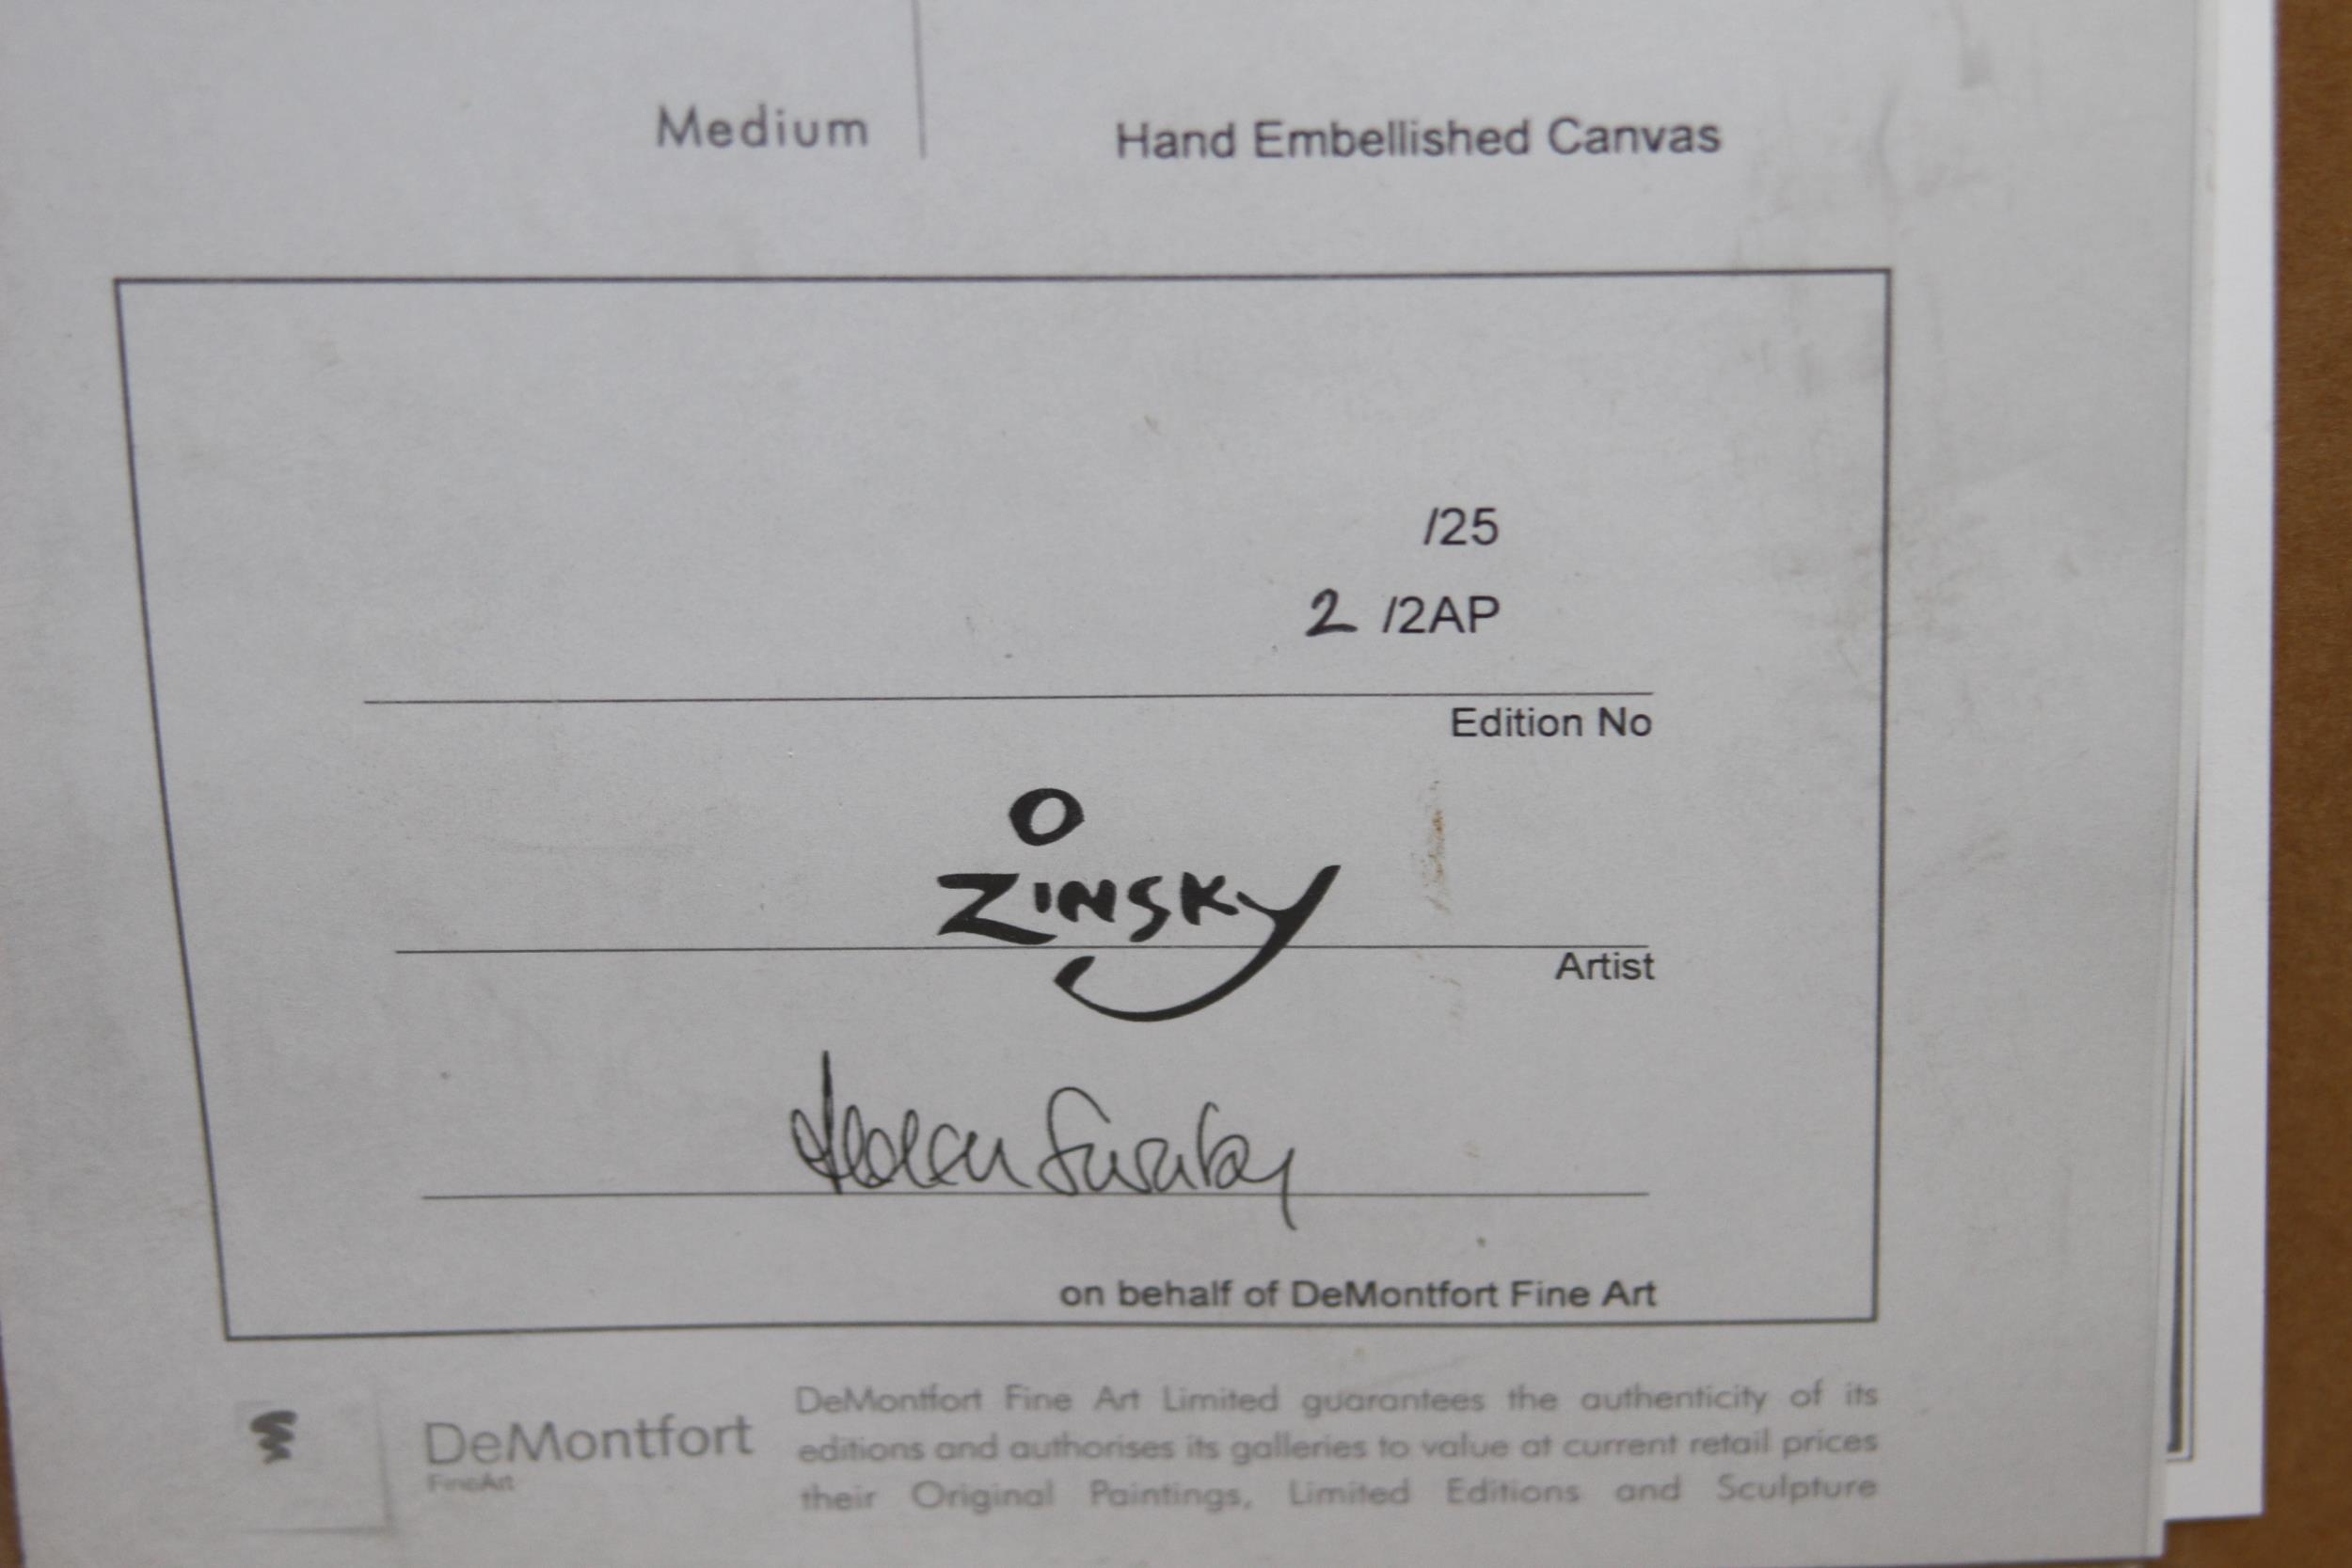 Medium Hand Embellished Canvas
/25
2 /2AP
Edition No
O
ZINSKY
Artist
on behalf of DeMontfort Fine Art
DeMontfort
FineArt
DeMontfort Fine Art Limited guarantees the authenticity of its
editions and authorises its galleries to value at current retail prices
their Original Paintings, Limited Editions and Sculpture